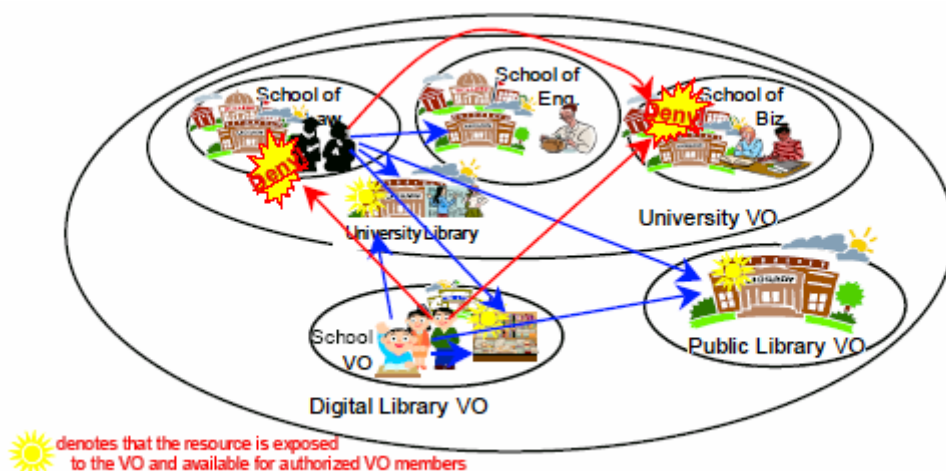 School of
Law
School of
Eng
School of
Biz
Deny
Deny
University Library
University VO
School
VO
Public Library VO
Digital Library VO
denotes that the resource is exposed
to the VO and available for authorized VO members